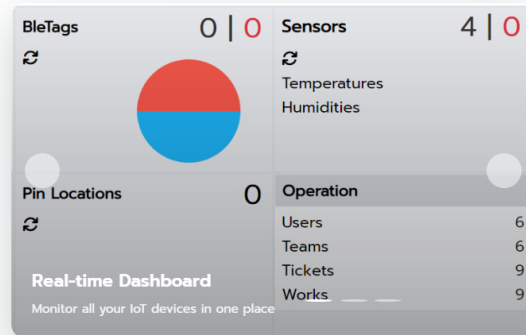 BleTags 0 | 0
Sensors 4 | 0
Temperatures
Humidities
Pin Locations 0
Operation
Users 6
Teams 6
Tickets 9
Works 9
Real-time Dashboard
Monitor all your IoT devices in one place